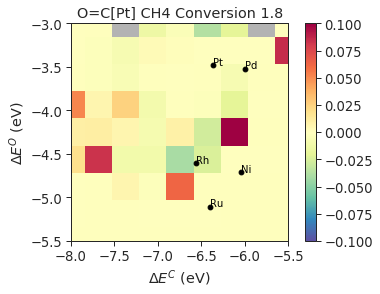 O=C[Pt] CH4 Conversion 1.8
−3.0
−3.5
−4.0
−4.5
−5.0
−5.5
ΔE^O (eV)
Pt
Pd
Rh
Ni
Ru
−8.0 −7.5 −7.0 −6.5 −6.0 −5.5
ΔE^C (eV)
0.100
0.075
0.050
0.025
0.000
−0.025
−0.050
−0.075
−0.100